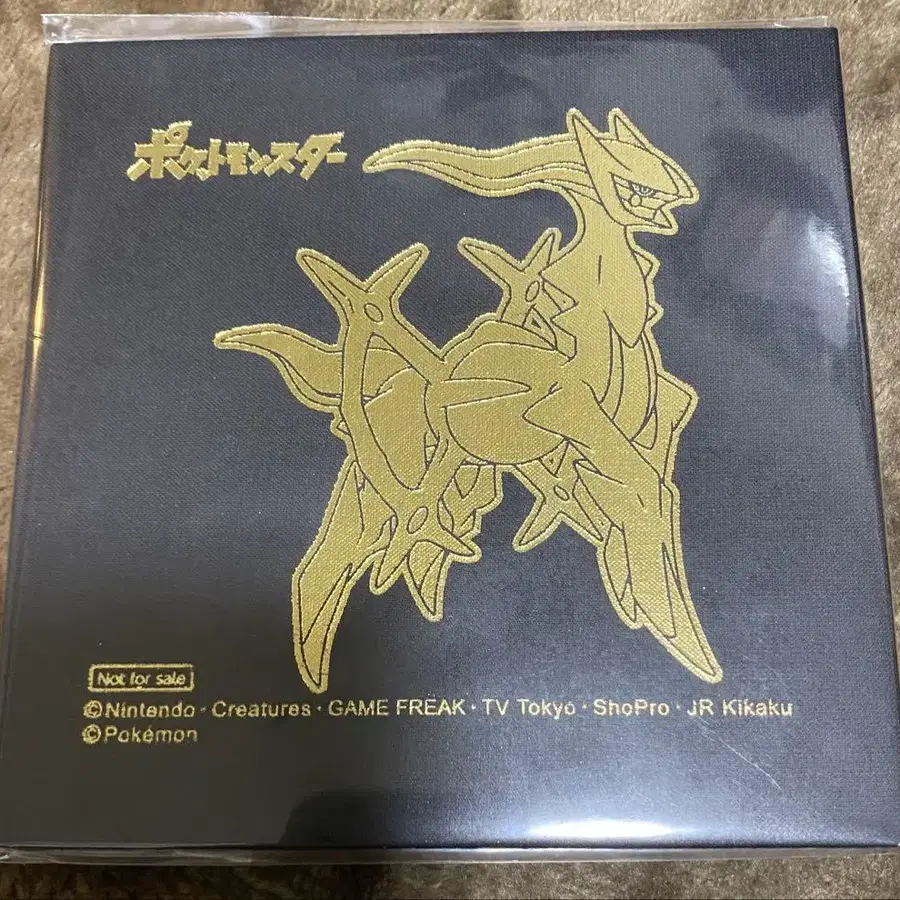 ポケットモンスター
Not for sale
©Nintendo・Creatures・GAME FREAK・TV Tokyo・ShoPro・JR Kikaku
©Pokémon